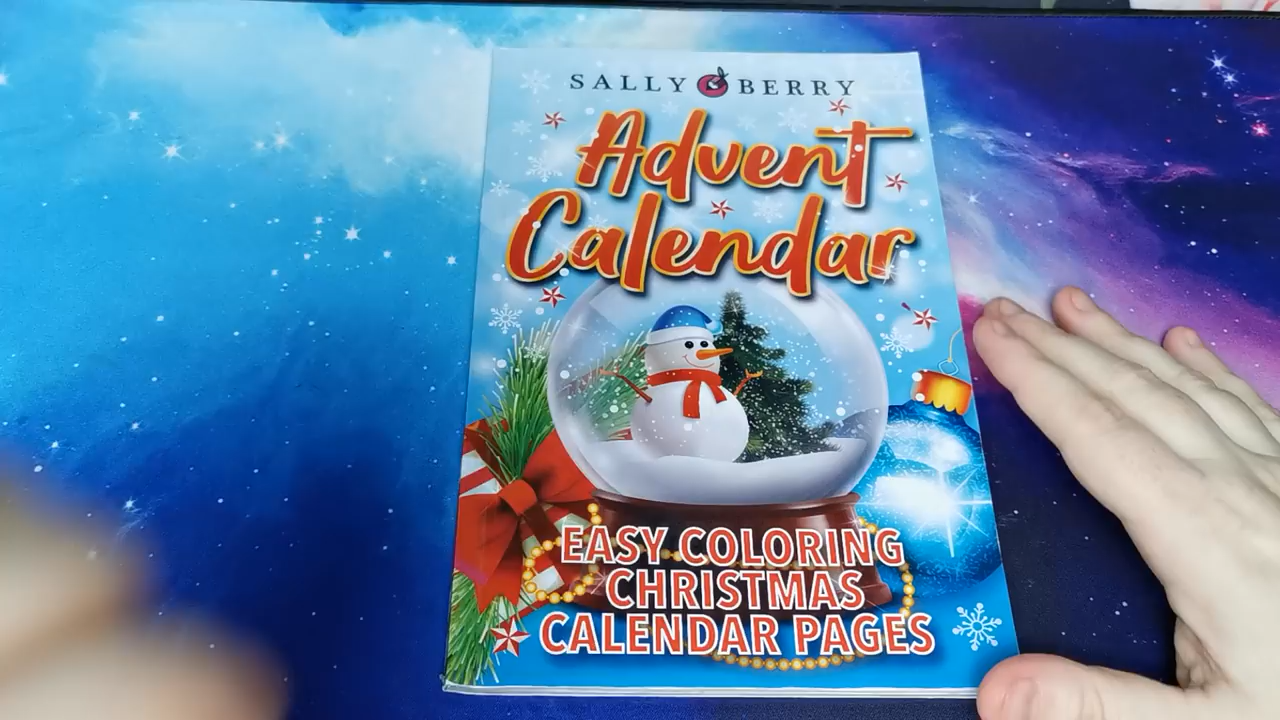 SALLY BERRY
Advent
Calendar
EASY COLORING
CHRISTMAS
CALENDAR PAGES